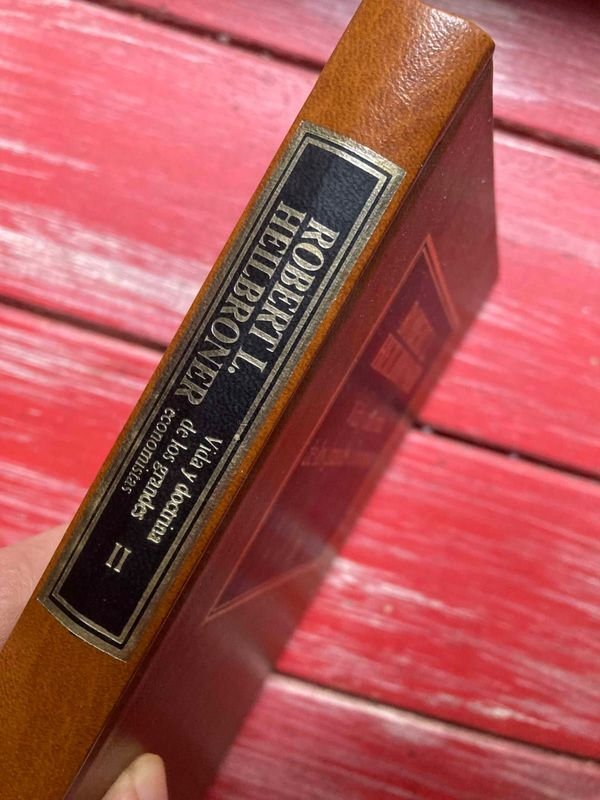 ROBERT L.
HEILBRONER
Vida y doctrina
de los grandes
economistas
II